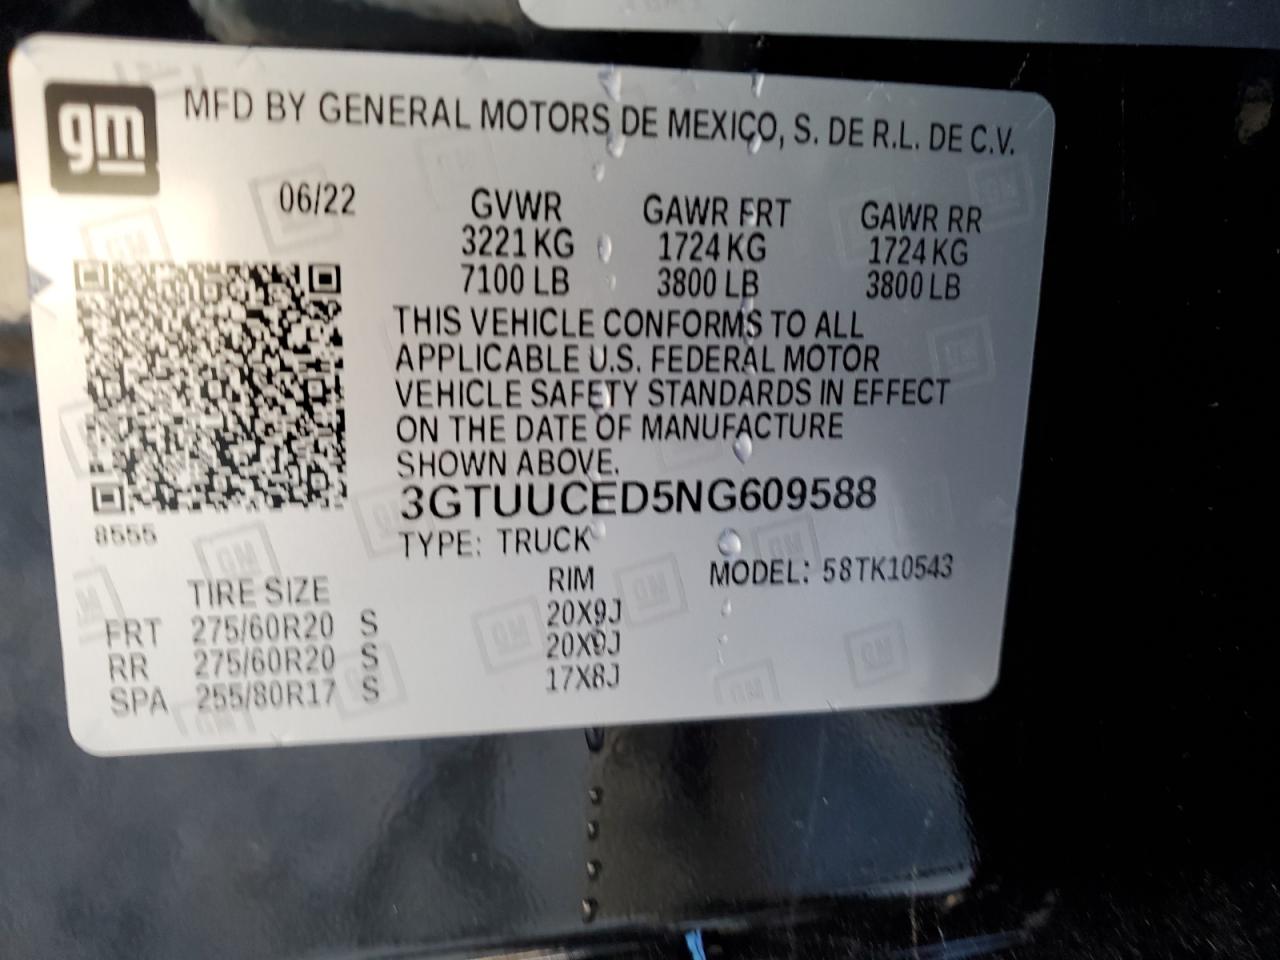 gm
MFD BY GENERAL MOTORS DE MEXICO, S. DE R.L. DE C.V.
06/22 GVWR GAWR FRT GAWR RR
3221 KG 1724 KG 1724 KG
7100 LB 3800 LB 3800 LB
THIS VEHICLE CONFORMS TO ALL
APPLICABLE U.S. FEDERAL MOTOR
VEHICLE SAFETY STANDARDS IN EFFECT
ON THE DATE OF MANUFACTURE
SHOWN ABOVE.
3GTUUCED5NG609588
8555
TYPE: TRUCK
MODEL: 58TK10543
TIRE SIZE RIM
FRT 275/60R20 S 20X9J
RR 275/60R20 S 20X9J
SPA 255/80R17 S 17X8J